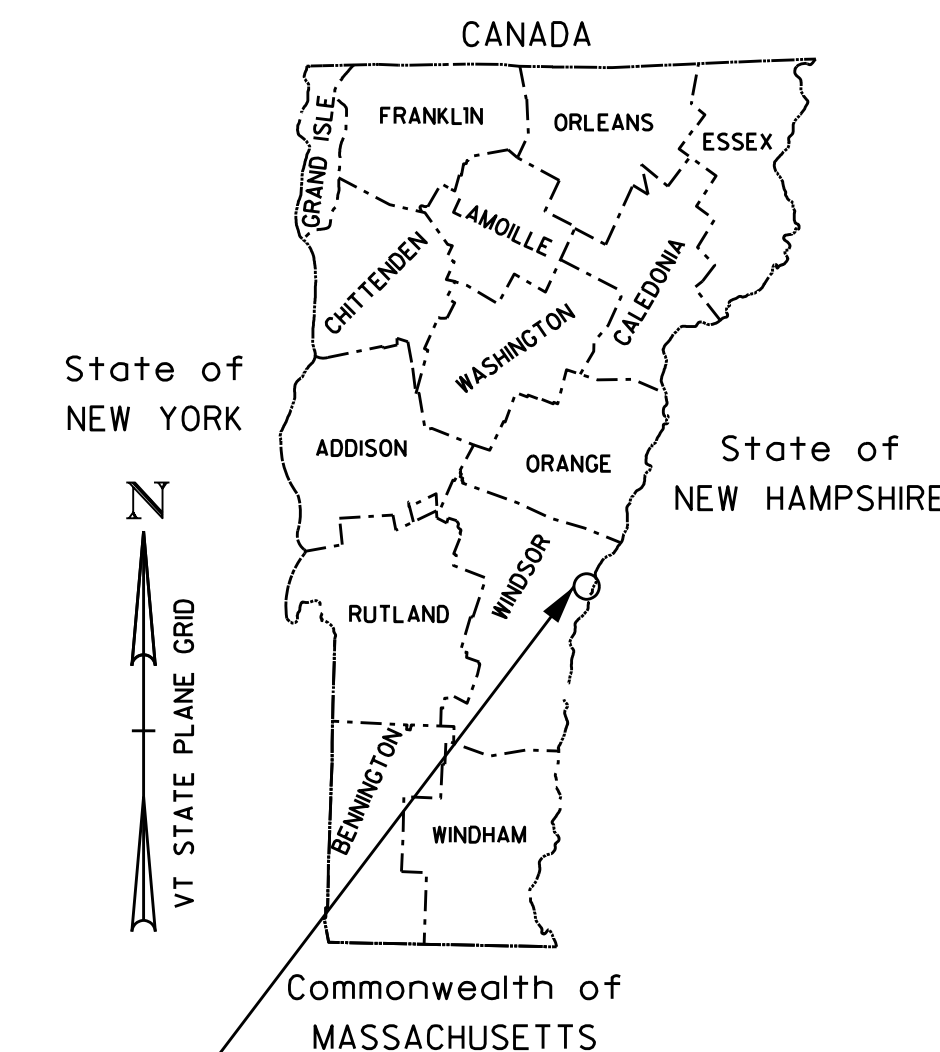 CANADA
FRANKLIN
ORLEANS
ESSEX
GRAND ISLE
LAMOILLE
CHITTENDEN
CALEDONIA
WASHINGTON
State of
NEW YORK
ADDISON
ORANGE
State of
NEW HAMPSHIRE
N
WINDSOR
RUTLAND
VT STATE PLANE GRID
BENNINGTON
WINDHAM
Commonwealth of
MASSACHUSETTS